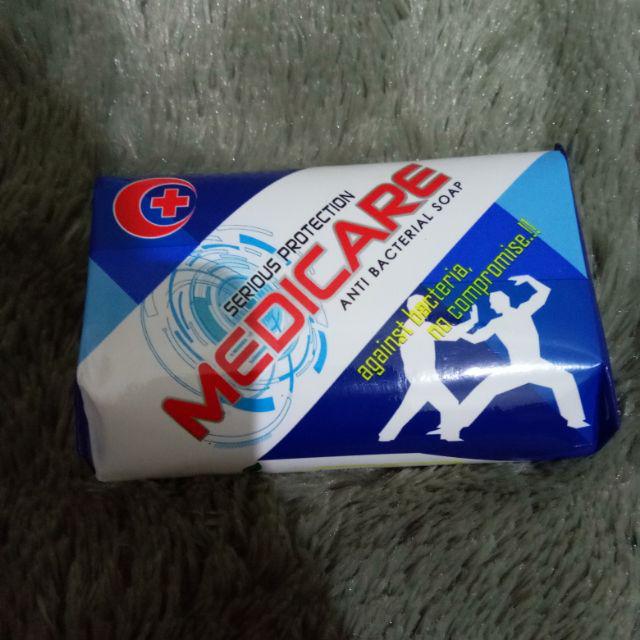 SERIOUS PROTECTION
MEDICARE
ANTI BACTERIAL SOAP
against bacteria,
no compromise..!!